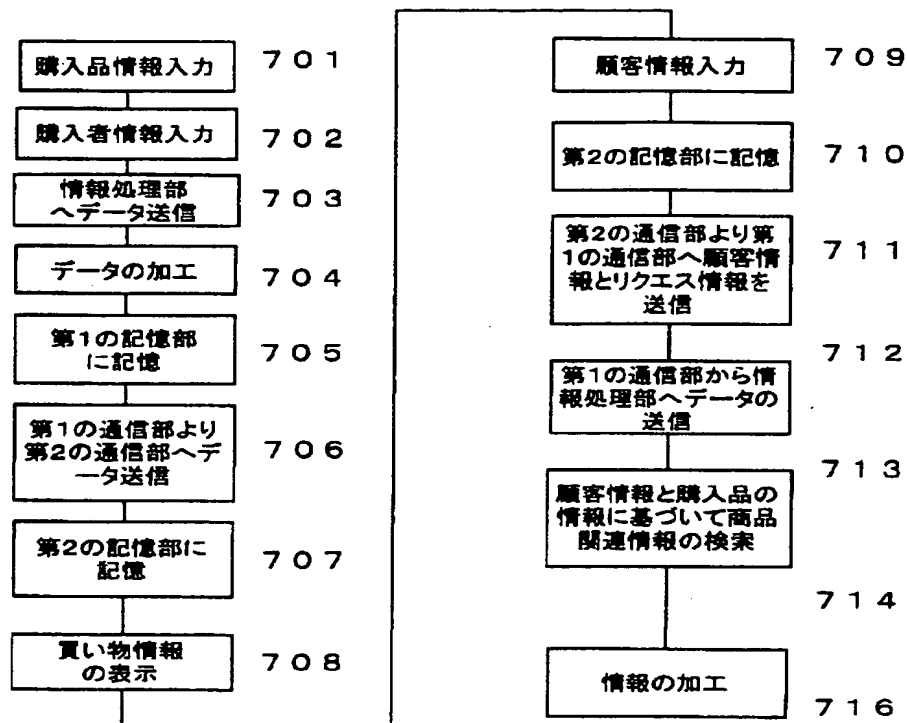 購入品情報入力
701
購入者情報入力
702
情報処理部
へデータ送信
703
データの加工
704
第1の記憶部
に記憶
705
第1の通信部より
第2の通信部へデ
ータ送信
706
第2の記憶部に
記憶
707
買い物情報
の表示
708
顧客情報入力
709
第2の記憶部に記憶
710
第2の通信部より第
1の通信部へ顧客情
報とリクエス情報を
送信
711
712
第1の通信部から情
報処理部へデータの
送信
713
顧客情報と購入品の
情報に基づいて商品
関連情報の検索
714
情報の加工
716